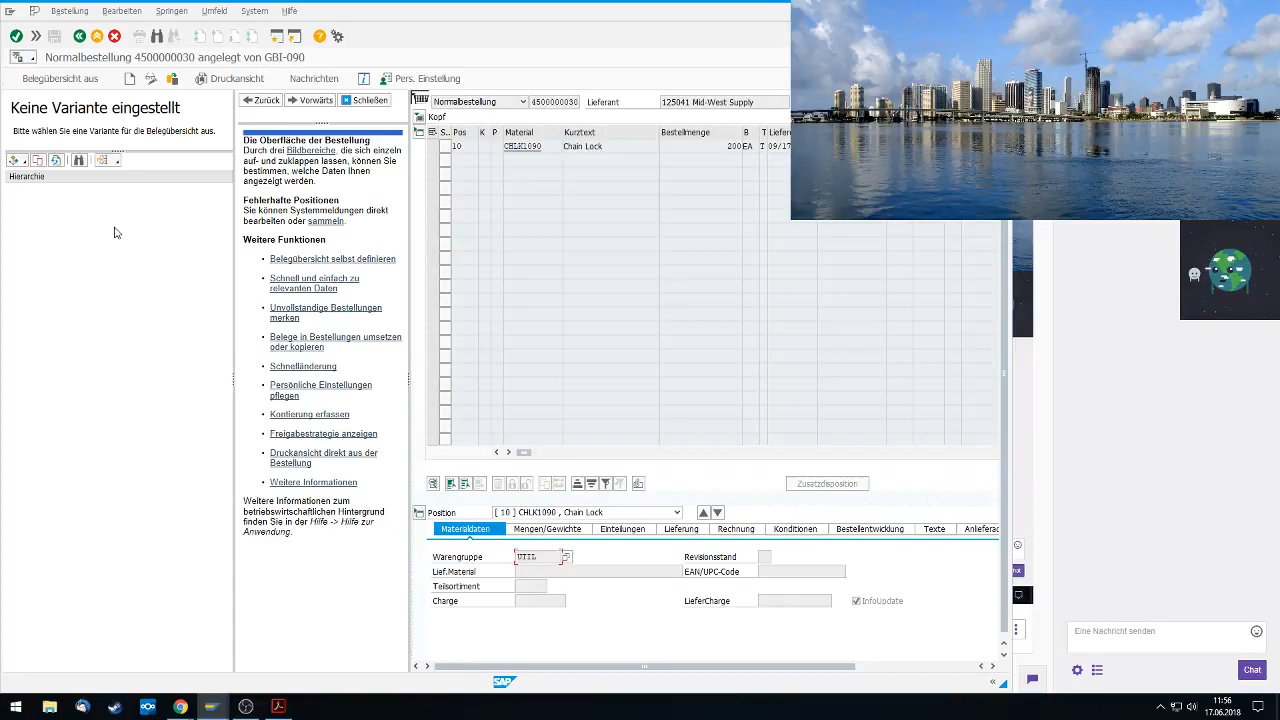 Bestellung Bearbeiten Springen Umfeld System Hilfe
Normalbestellung 4500000030 angelegt von GBI-090
Belegübersicht aus Druckansicht Nachrichten Pers. Einstellung
Keine Variante eingestellt
Bitte wählen Sie eine Variante für die Belegübersicht aus.
Hierarchie
Zurück Vorwärts Schließen
Die Oberfläche der Bestellung
Durch drei Bildbereiche, die sich einzeln
auf- und zuklappen lassen, können Sie
bestimmen, welche Daten Ihnen
angezeigt werden.
Fehlerhafte Positionen
Sie können Systemmeldungen direkt
bearbeiten oder sammeln.
Weitere Funktionen
Belegübersicht selbst definieren
Schnell und einfach zu
relevanten Daten
Unvollständige Bestellungen
merken
Belege in Bestellungen umsetzen
oder kopieren
Schnelländerung
Persönliche Einstellungen
pflegen
Kontierung erfassen
Freigabestrategie anzeigen
Druckansicht direkt aus der
Bestellung
Weitere Informationen
Weitere Informationen zum
betriebswirtschaftlichen Hintergrund
finden Sie in der Hilfe -> Hilfe zur
Anwendung.
Normalbestellung 4500000030 Lieferant 125041 Mid-West Supply
Kopf
S.. Pos K P Material Kurztext Bestellmenge B T Liefer
10 CHLK1090 Chain Lock 200 EA T 09/17
Zusatzdisposition
Position [ 10 ] CHLK1090 , Chain Lock
Materialdaten Mengen/Gewichte Einteilungen Lieferung Rechnung Konditionen Bestellentwicklung Texte Anlieferad
Warengruppe UTIL Revisionsstand
Lief.Material EAN/UPC-Code
Teilsortiment
Charge LieferCharge InfoUpdate
SAP
Eine Nachricht senden
Chat
11:56
17.06.2018